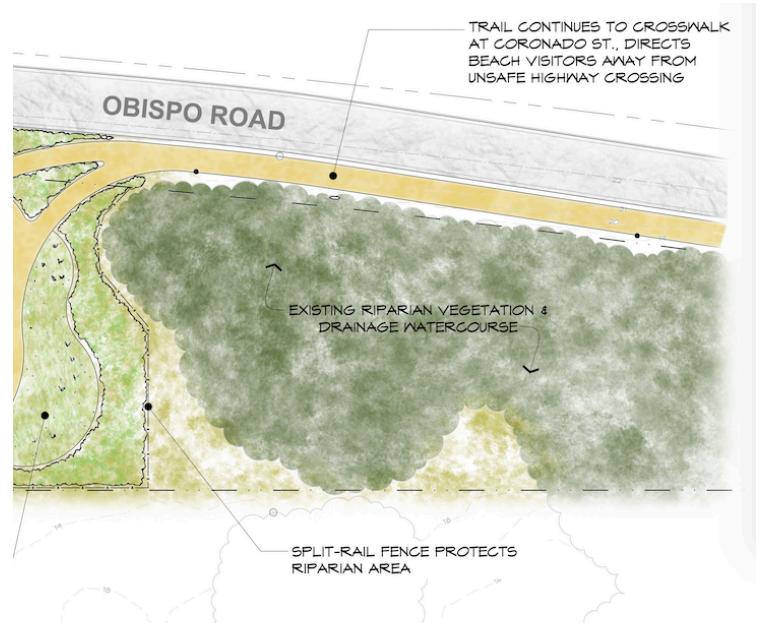 TRAIL CONTINUES TO CROSSWALK
AT CORONADO ST., DIRECTS
BEACH VISITORS AWAY FROM
UNSAFE HIGHWAY CROSSING
OBISPO ROAD
EXISTING RIPARIAN VEGETATION &
DRAINAGE WATERCOURSE
SPLIT-RAIL FENCE PROTECTS
RIPARIAN AREA